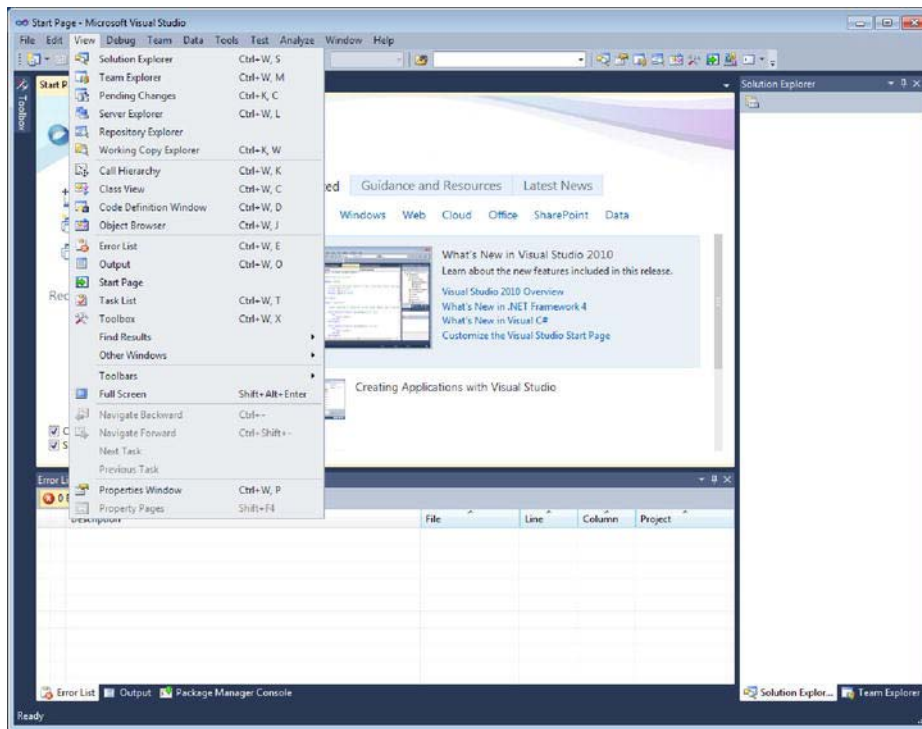 Start Page - Microsoft Visual Studio
File Edit View Debug Team Data Tools Test Analyze Window Help
Solution Explorer Ctrl+W, S
Team Explorer Ctrl+W, M
Pending Changes Ctrl+K, C
Server Explorer Ctrl+W, L
Repository Explorer
Working Copy Explorer Ctrl+K, W
Call Hierarchy Ctrl+W, K
Class View Ctrl+W, C
Code Definition Window Ctrl+W, D
Object Browser Ctrl+W, J
Error List Ctrl+W, E
Output Ctrl+W, O
Start Page
Task List Ctrl+W, T
Toolbox Ctrl+W, X
Find Results
Other Windows
Toolbars
Full Screen Shift+Alt+Enter
Navigate Backward Ctrl+-
Navigate Forward Ctrl+Shift+-
Next Task
Previous Task
Properties Window Ctrl+W, P
Property Pages Shift+F4
Toolbox
Start P
Rec
C
S
ed Guidance and Resources Latest News
Windows Web Cloud Office SharePoint Data
What's New in Visual Studio 2010
Learn about the new features included in this release.
Visual Studio 2010 Overview
What's New in .NET Framework 4
What's New in Visual C#
Customize the Visual Studio Start Page
Creating Applications with Visual Studio
Solution Explorer
Error Li
0 E
Description File Line Column Project
Error List Output Package Manager Console
Solution Explor... Team Explorer
Ready